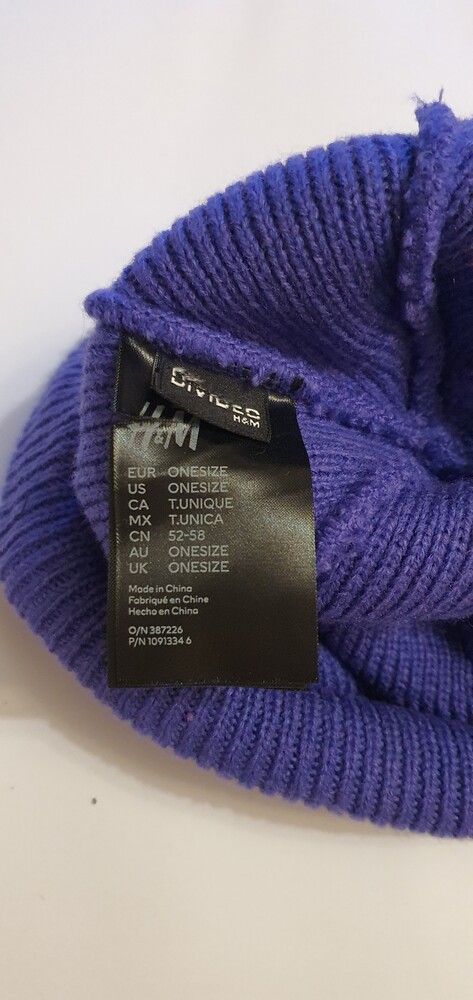 DIVIDED
H&M
H&M
EUR ONESIZE
US ONESIZE
CA T.UNIQUE
MX T.UNICA
CN 52-58
AU ONESIZE
UK ONESIZE
Made in China
Fabriqué en Chine
Hecho en China
O/N 387226
P/N 1091334 6